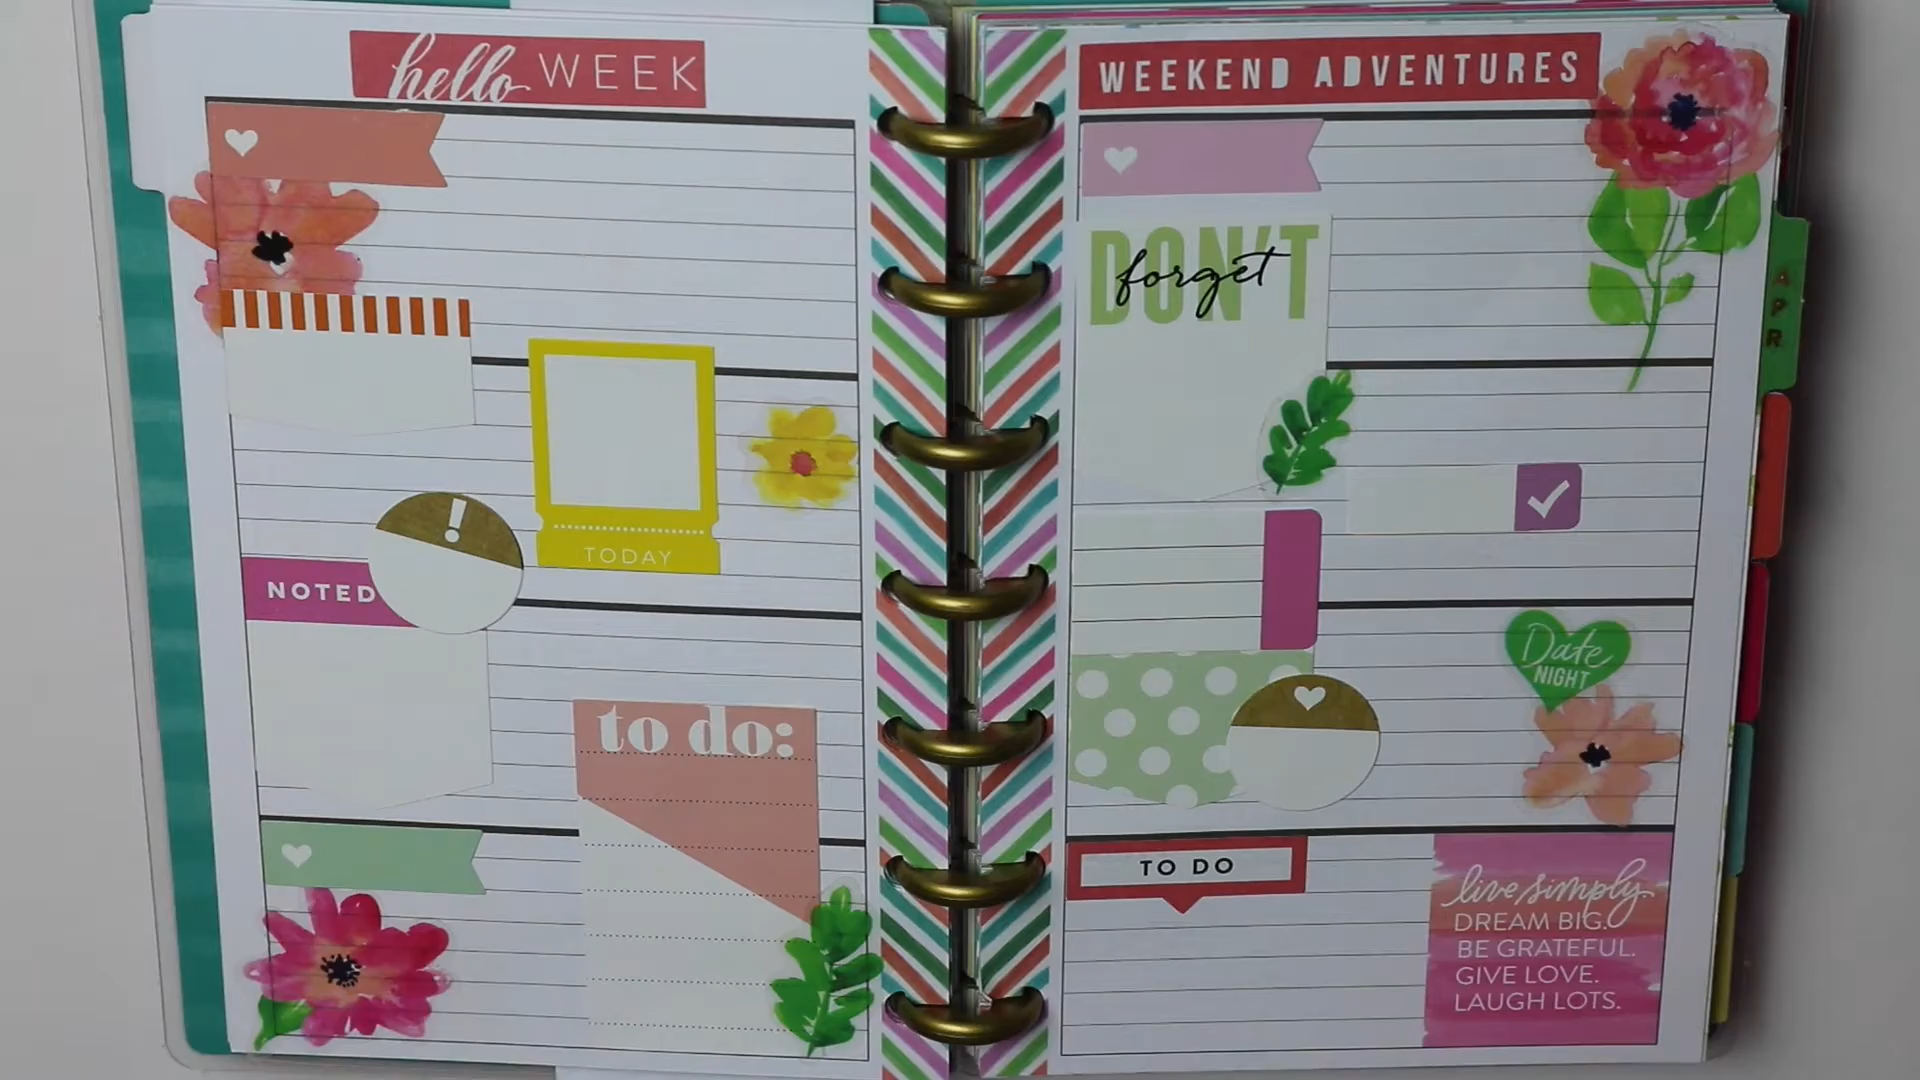 hello WEEK
!
TODAY
NOTED
to do:
WEEKEND ADVENTURES
DON'T
forget
Date
NIGHT
TO DO
live simply.
DREAM BIG.
BE GRATEFUL.
GIVE LOVE.
LAUGH LOTS.
APR